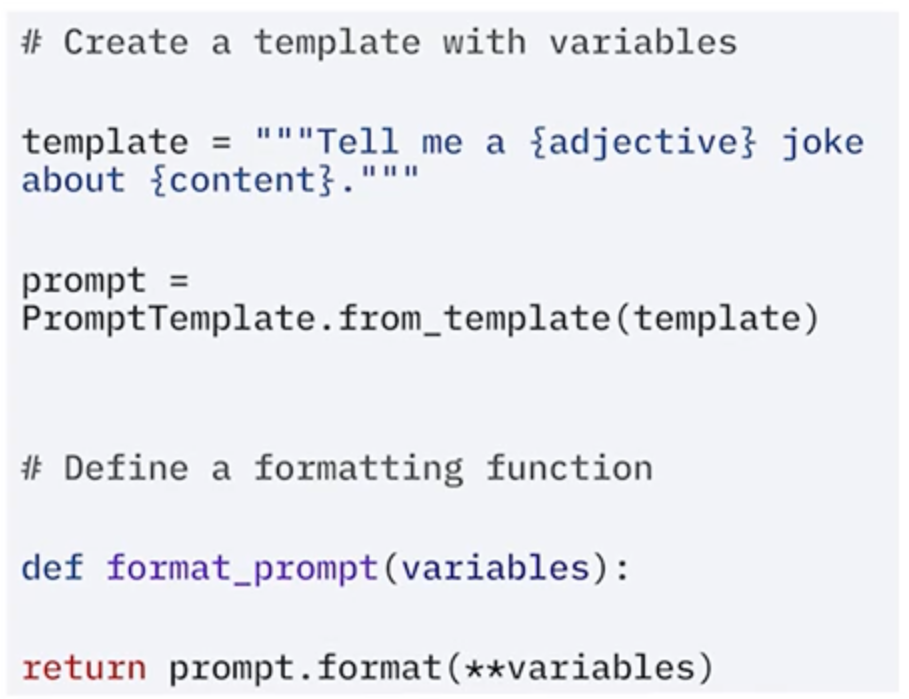 # Create a template with variables
template = """Tell me a {adjective} joke
about {content}."""
prompt =
PromptTemplate.from_template(template)
# Define a formatting function
def format_prompt(variables):
return prompt.format(**variables)